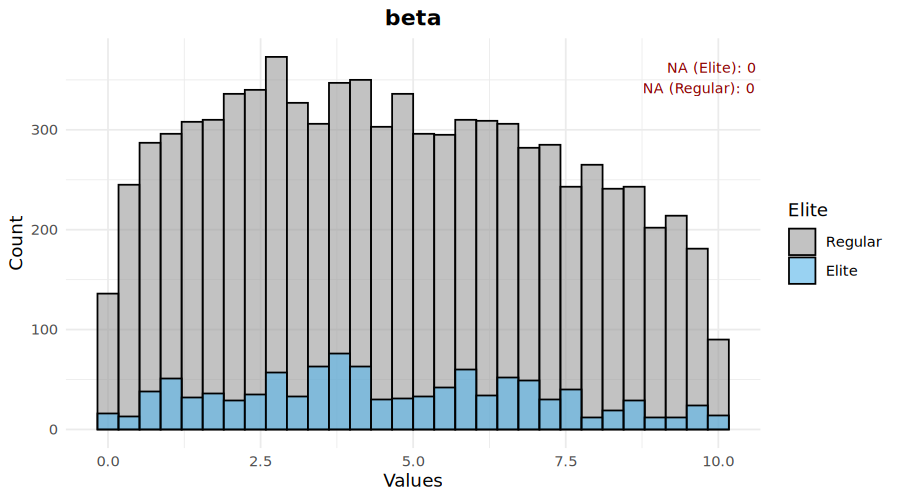 beta
NA (Elite): 0
NA (Regular): 0
Count
300
200
100
0
0.0 2.5 5.0 7.5 10.0
Values
Elite
Regular
Elite